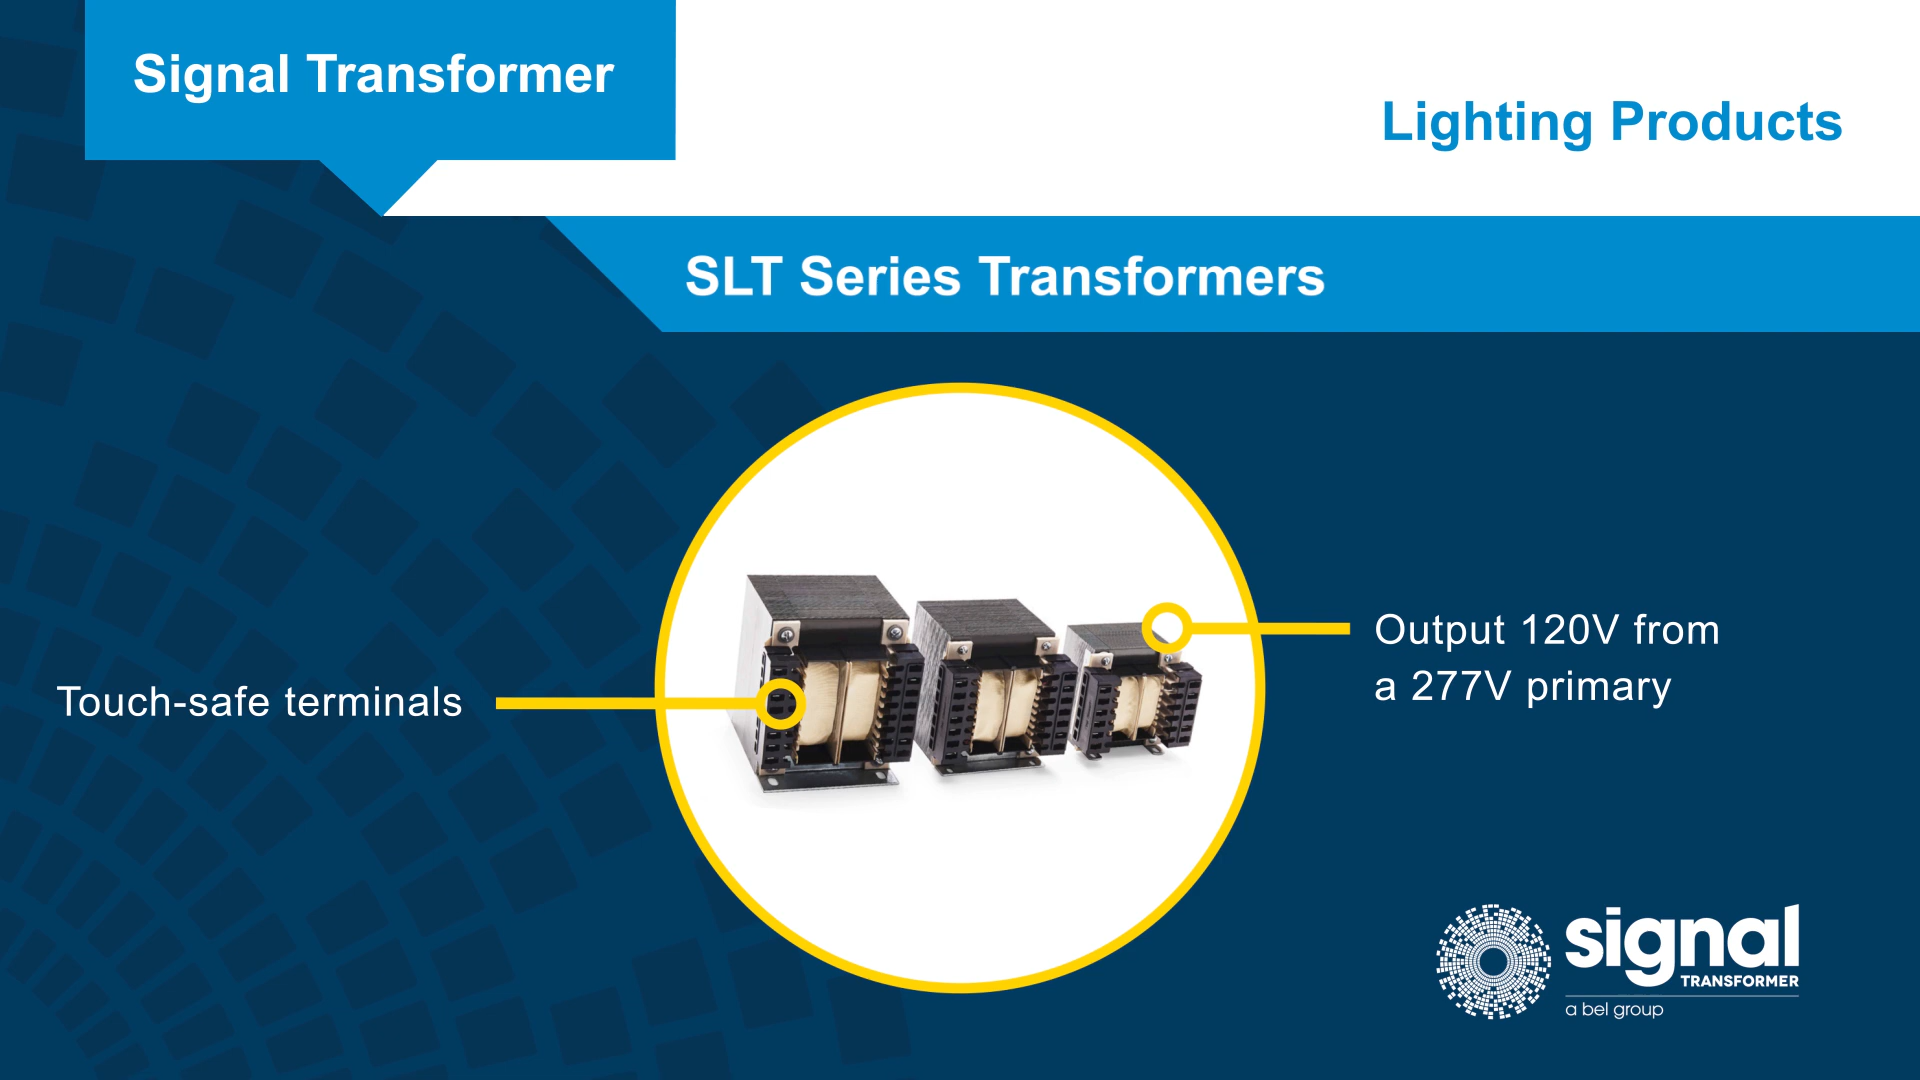 Signal Transformer
Lighting Products
SLT Series Transformers
Touch-safe terminals
Output 120V from
a 277V primary
signal
TRANSFORMER
a bel group